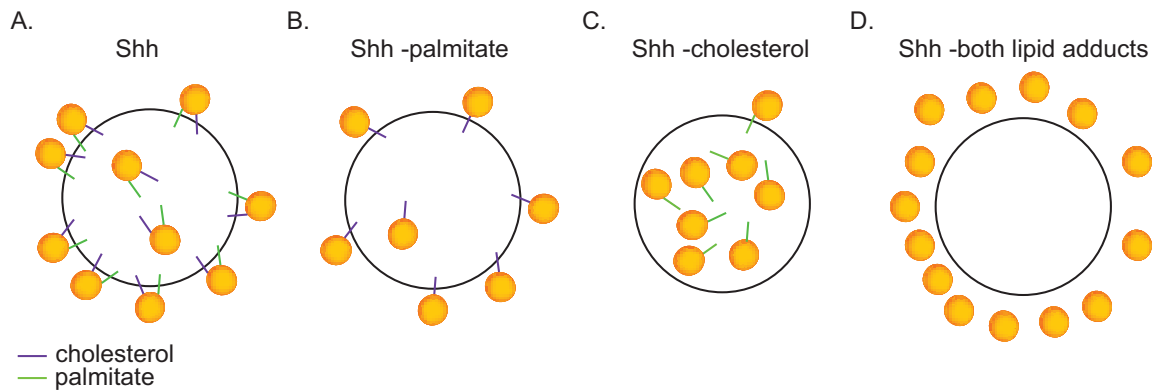 A.
Shh
B.
Shh -palmitate
C.
Shh -cholesterol
D.
Shh -both lipid adducts
cholesterol
palmitate